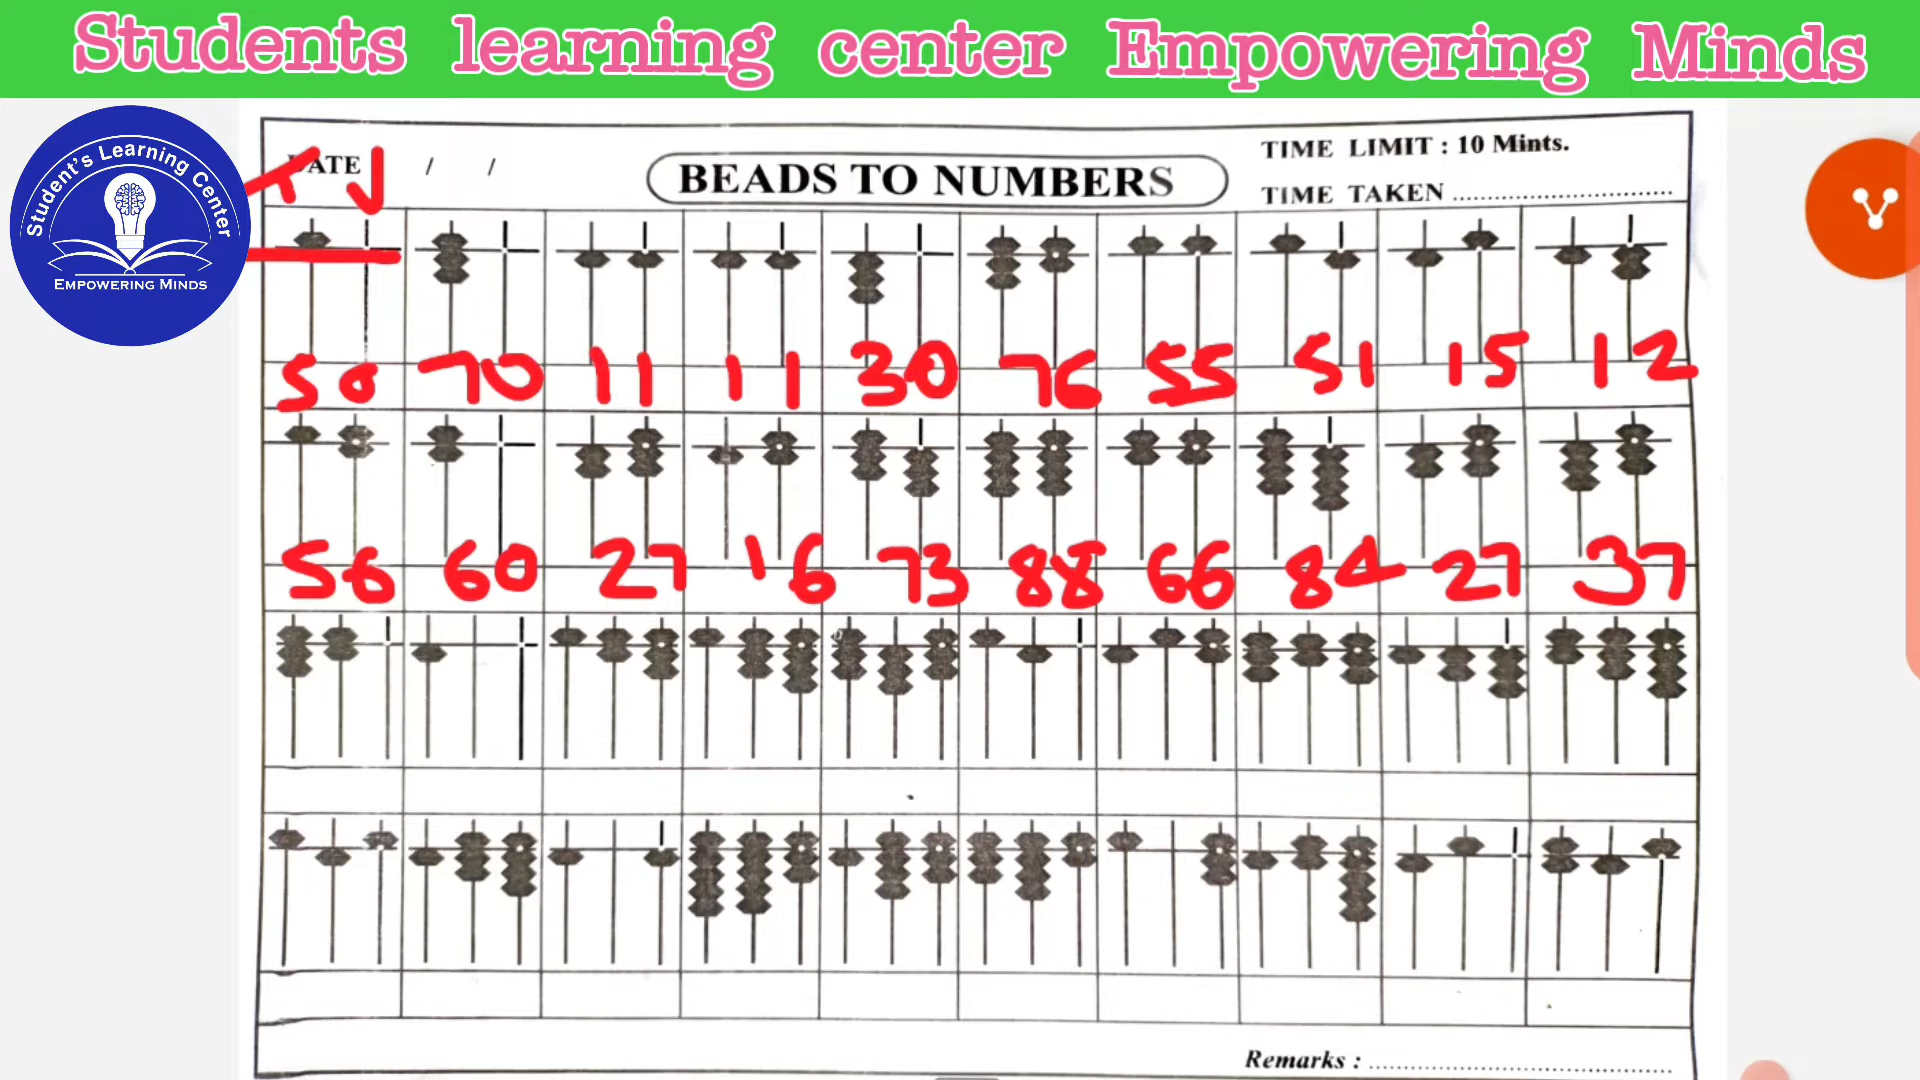 Students learning center Empowering Minds
Student's Learning Center
EMPOWERING MINDS
DATE / /
BEADS TO NUMBERS
TIME LIMIT : 10 Mints.
TIME TAKEN ........................................
T J
50 70 11 11 30 76 55 51 15 12
56 60 27 16 73 88 66 84 27 37
Remarks : ........................................